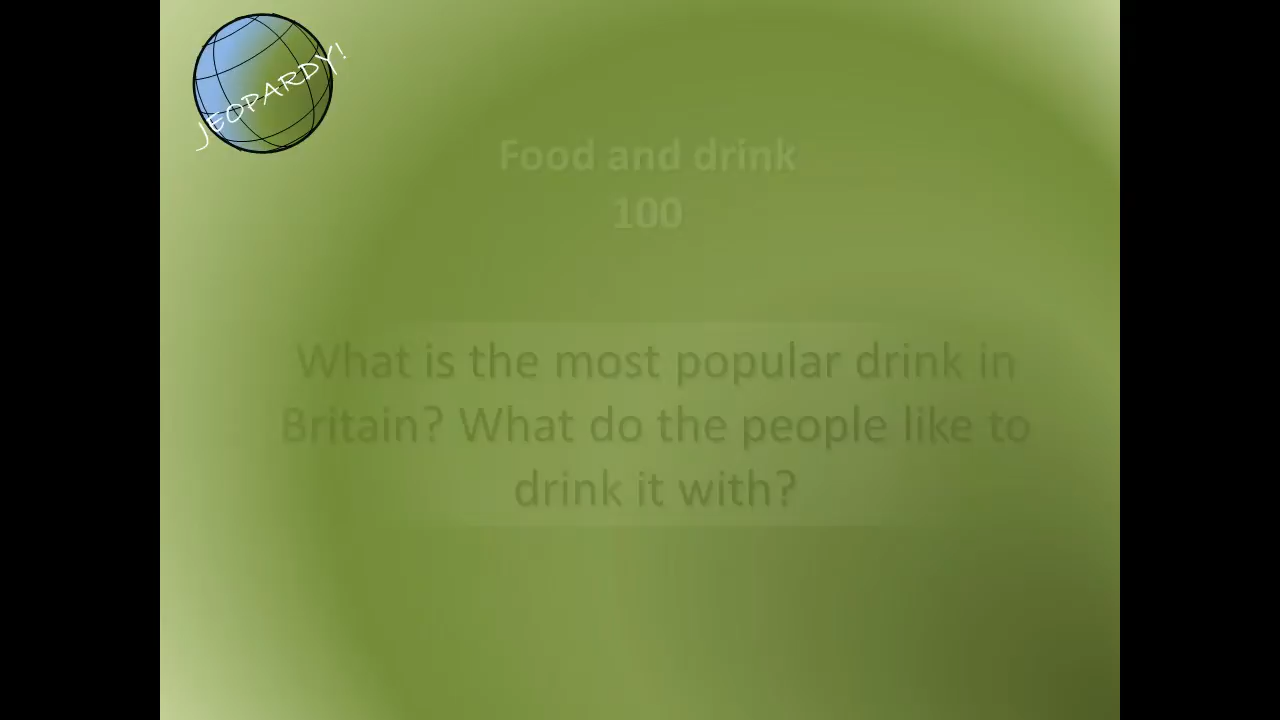 JEOPARDY!
Food and drink
100
What is the most popular drink in
Britain? What do the people like to
drink it with?